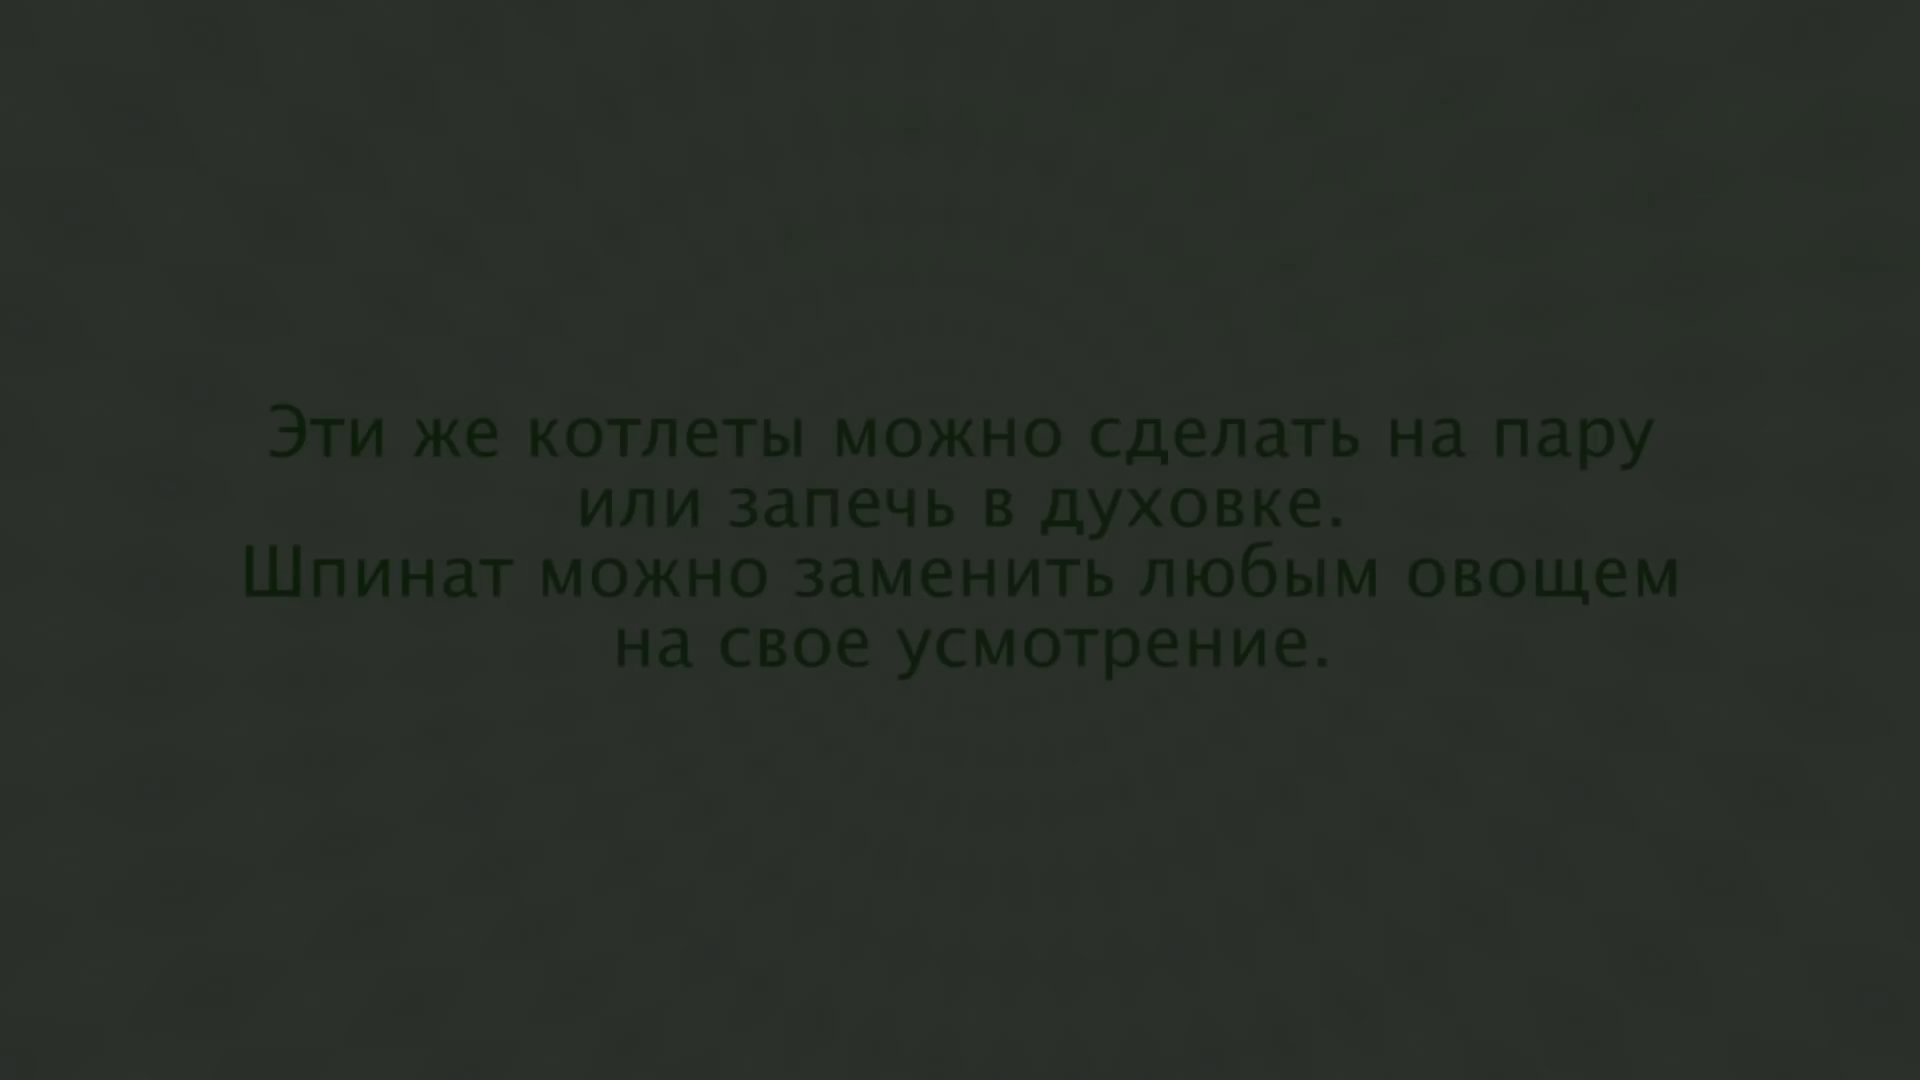 Эти же котлеты можно сделать на пару
или запечь в духовке.
Шпинат можно заменить любым овощем
на свое усмотрение.